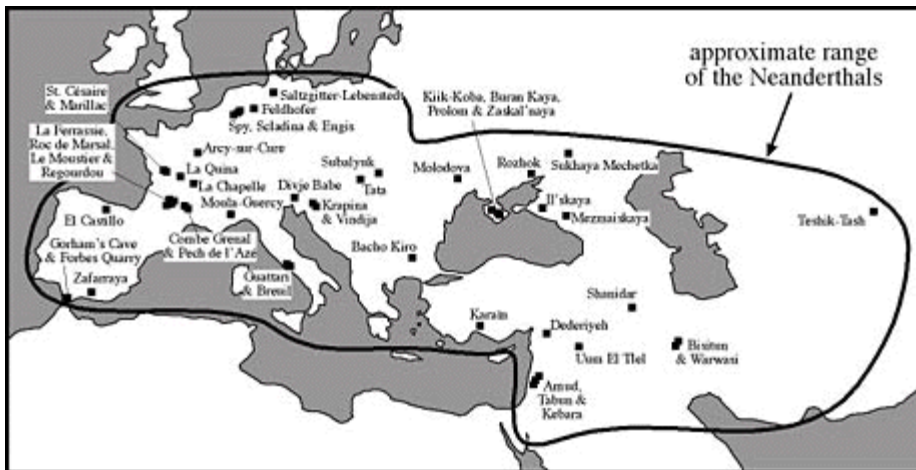 approximate range
of the Neanderthals
St. Césaire
& Marillac
Saltzgitter-Lebenstedt
Feldhofer
Spy, Scladina & Engis
Kiik-Koba, Buran Kaya,
Prolom & Zaskal'naya
La Ferrassie,
Roc de Marsal,
Le Moustier &
Regourdou
Arcy-sur-Cure
La Quina
La Chapelle
Moula-Guercy
Subalyuk
Tata
Divje Babe
Krapina
& Vindija
Molodova
Rozhok
Sukhaya Mechetka
Il'skaya
Mezmaiskaya
Teshik-Tash
El Castillo
Gorham's Cave
& Forbes Quarry
Zafarraya
Combe Grenal
& Pech de l'Azé
Guattari
& Breuil
Bacho Kiro
Karain
Shanidar
Dederiyeh
Uum El Tlel
Bisitun
& Warwasi
Amud,
Tabun &
Kebara